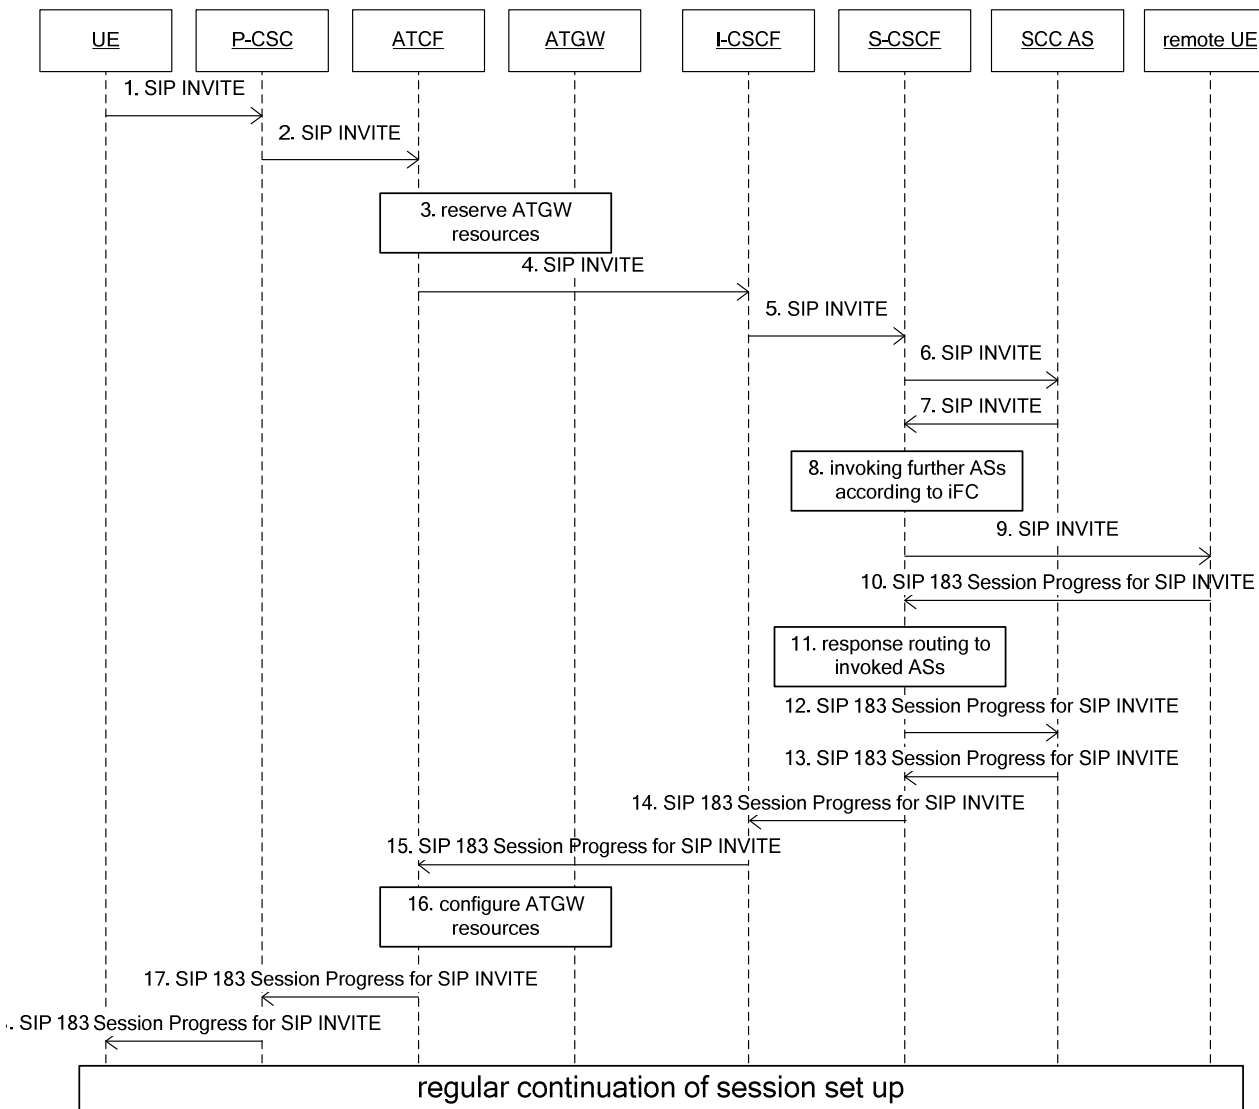 UE
P-CSC
ATCF
ATGW
I-CSCF
S-CSCF
SCC AS
remote UE
1. SIP INVITE
2. SIP INVITE
3. reserve ATGW
resources
4. SIP INVITE
5. SIP INVITE
6. SIP INVITE
7. SIP INVITE
8. invoking further ASs
according to iFC
9. SIP INVITE
10. SIP 183 Session Progress for SIP INVITE
11. response routing to
invoked ASs
12. SIP 183 Session Progress for SIP INVITE
13. SIP 183 Session Progress for SIP INVITE
14. SIP 183 Session Progress for SIP INVITE
15. SIP 183 Session Progress for SIP INVITE
16. configure ATGW
resources
17. SIP 183 Session Progress for SIP INVITE
. SIP 183 Session Progress for SIP INVITE
regular continuation of session set up